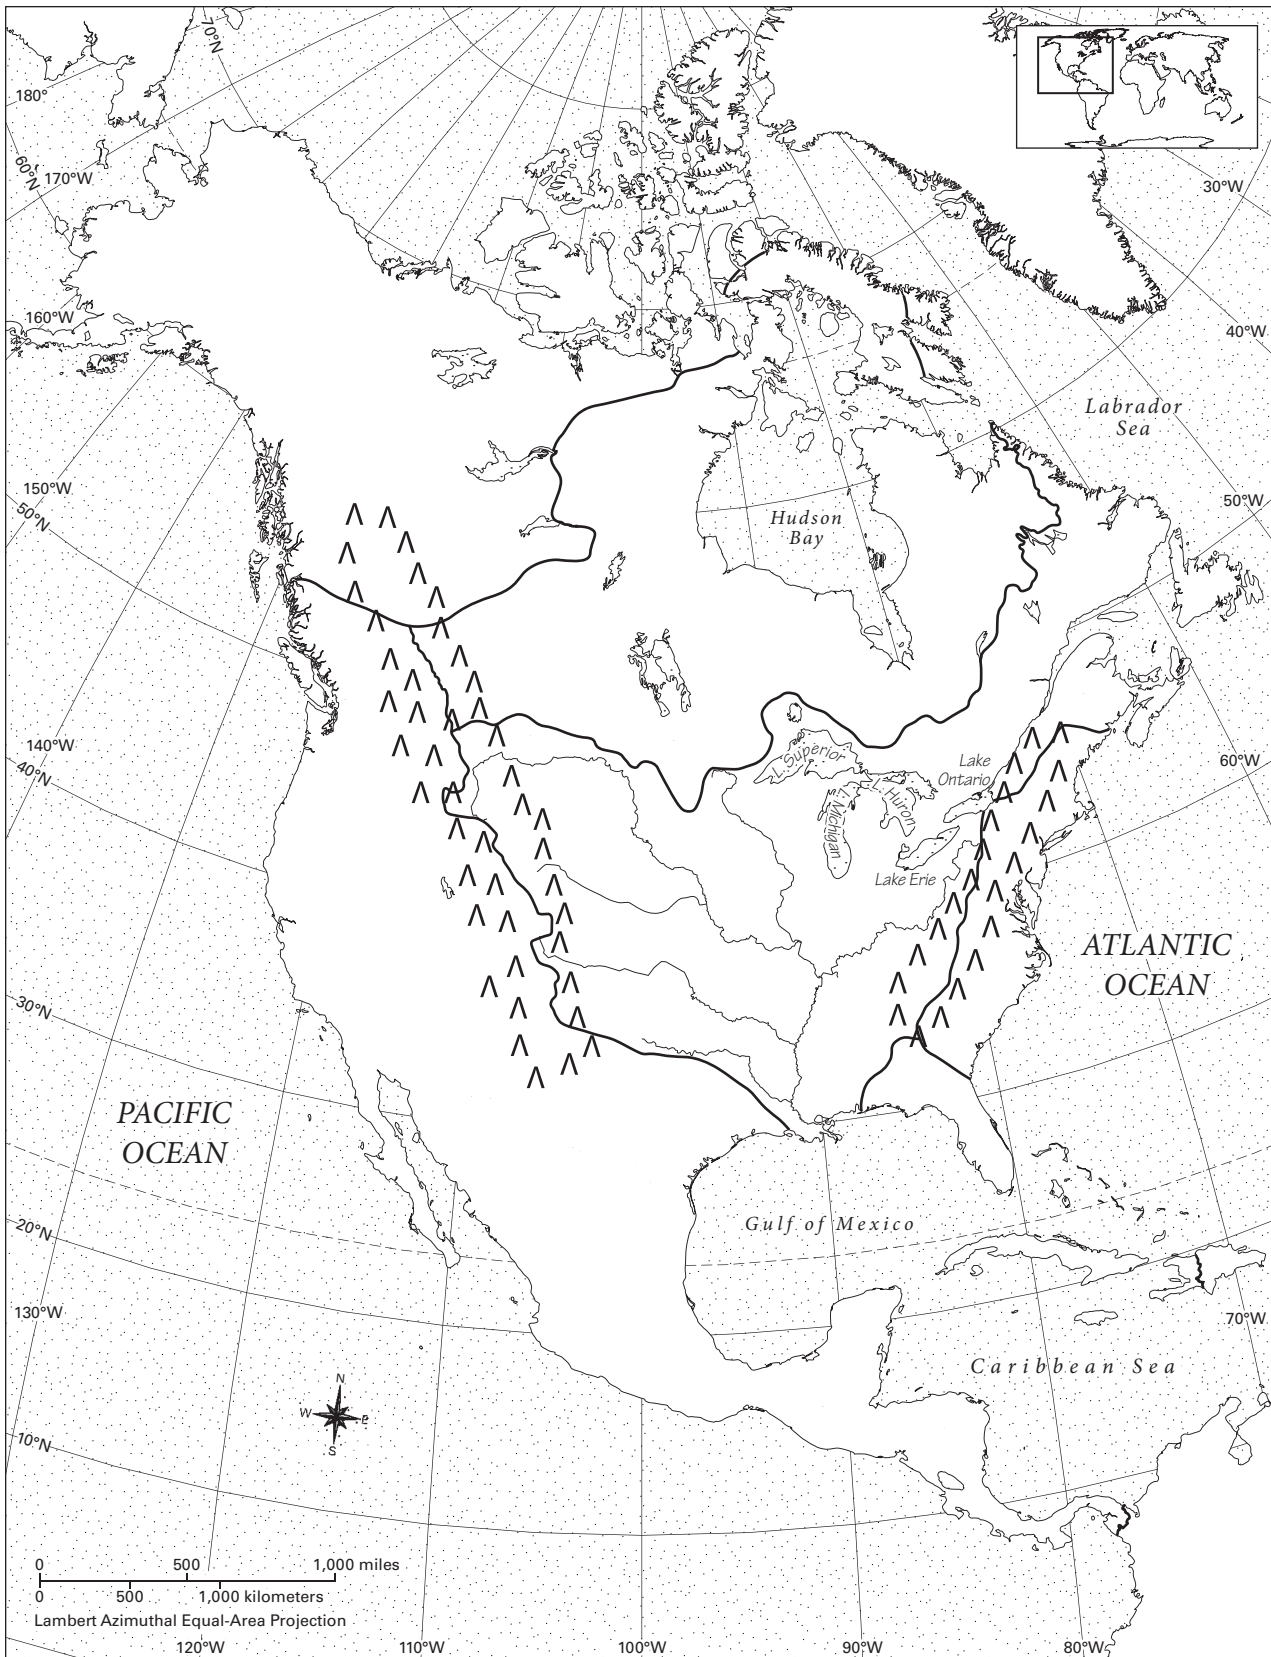 70°N
180°
60°N
170°W
30°W
160°W
40°W
Labrador
Sea
150°W
50°N
50°W
Hudson
Bay
140°W
40°N
L. Superior
Lake
Ontario
60°W
L. Huron
L. Michigan
Lake Erie
ATLANTIC
OCEAN
30°N
PACIFIC
OCEAN
20°N
Gulf of Mexico
130°W
70°W
Caribbean Sea
N
W
E
S
10°N
0 500 1,000 miles
0 500 1,000 kilometers
Lambert Azimuthal Equal-Area Projection
120°W 110°W 100°W 90°W 80°W